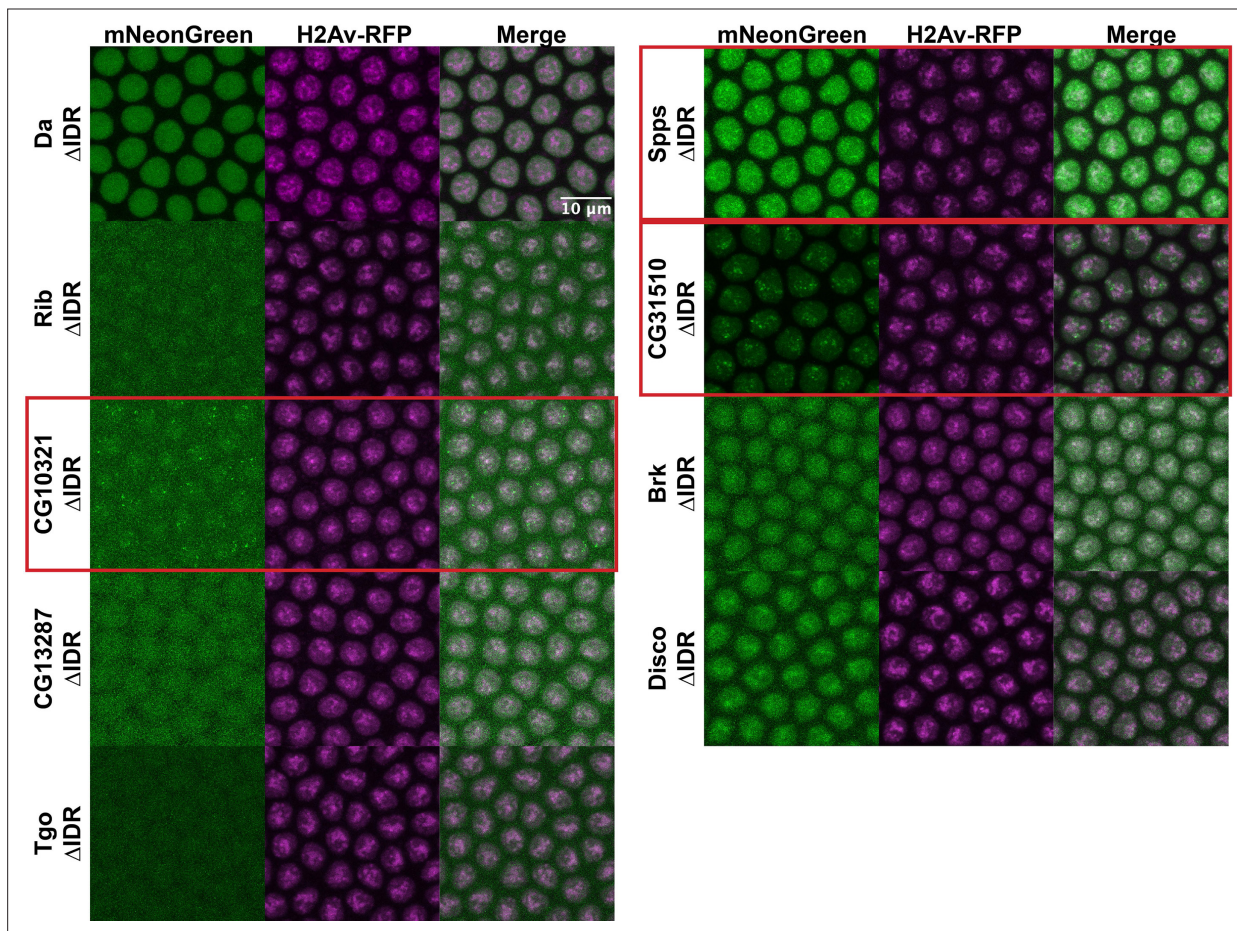 mNeonGreen H2Av-RFP Merge
Da
ΔIDR
10 µm
Rib
ΔIDR
CG10321
ΔIDR
CG13287
ΔIDR
Tgo
ΔIDR
mNeonGreen H2Av-RFP Merge
Spps
ΔIDR
CG31510
ΔIDR
Brk
ΔIDR
Disco
ΔIDR